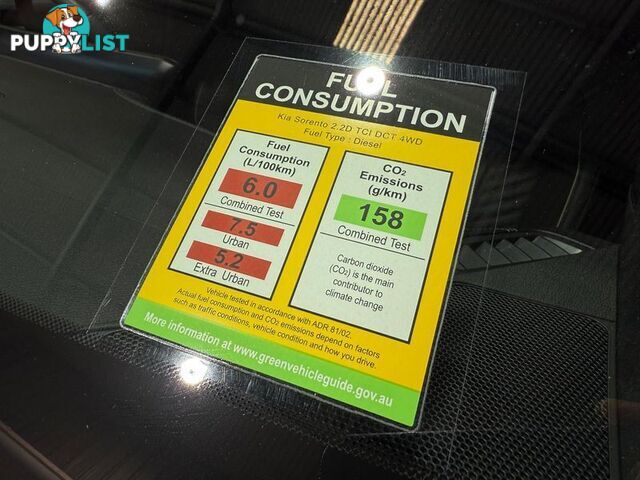 PUPPYLIST
FUEL
CONSUMPTION
Kia Sorento 2.2D TCI DCT 4WD
Fuel Type : Diesel
Fuel
Consumption
(L/100km)
6.0
Combined Test
7.5
Urban
5.2
Extra Urban
CO₂
Emissions
(g/km)
158
Combined Test
Carbon dioxide
(CO₂) is the main
contributor to
climate change
Vehicle tested in accordance with ADR 81/02.
Actual fuel consumption and CO₂ emissions depend on factors
such as traffic conditions, vehicle condition and how you drive.
More information at www.greenvehicleguide.gov.au